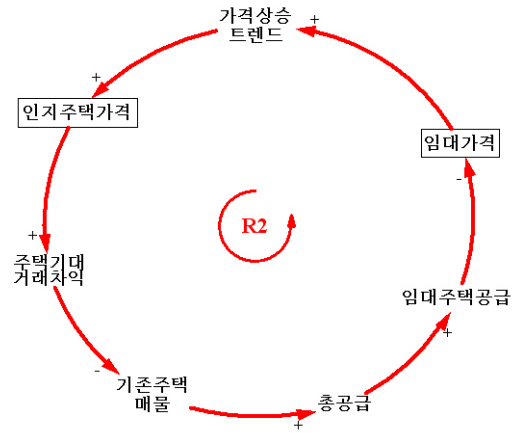 가격상승
트렌드
+
+
인지주택가격
임대가격
-
R2
+
주택기대
거래차익
임대주택공급
+
-
기존주택
매물
총공급
+